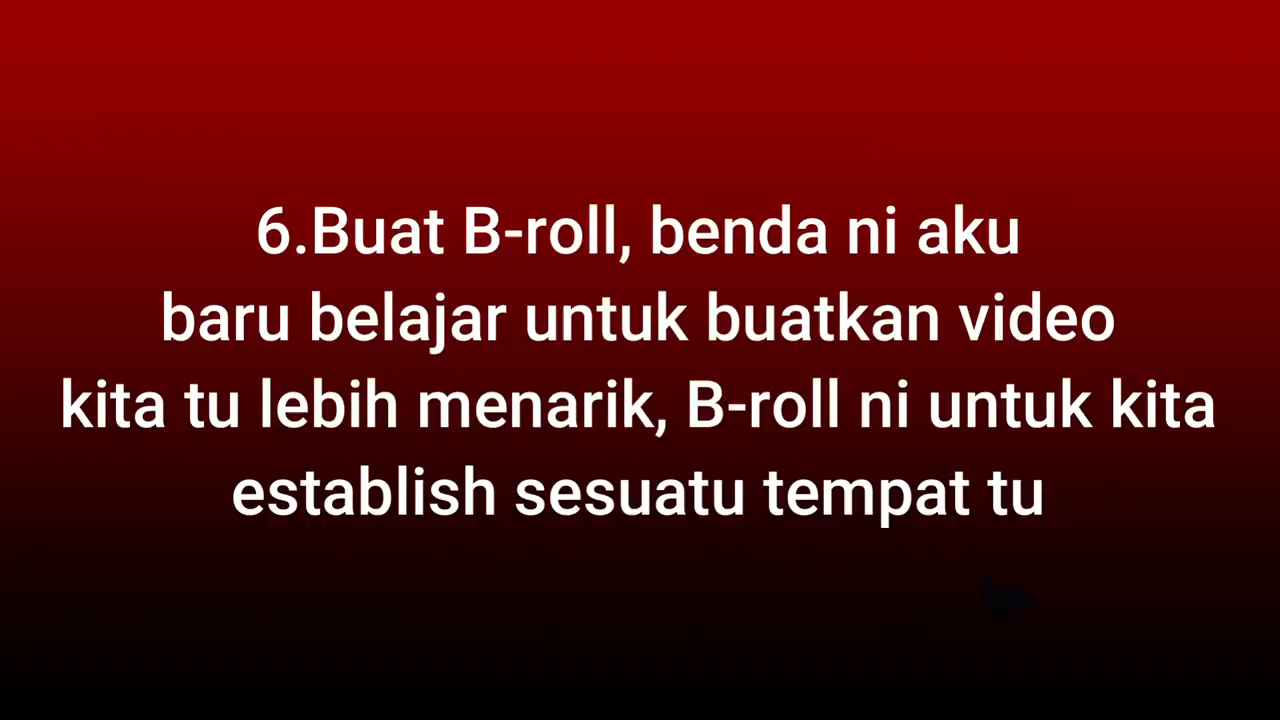 6.Buat B-roll, benda ni aku
baru belajar untuk buatkan video
kita tu lebih menarik, B-roll ni untuk kita
establish sesuatu tempat tu